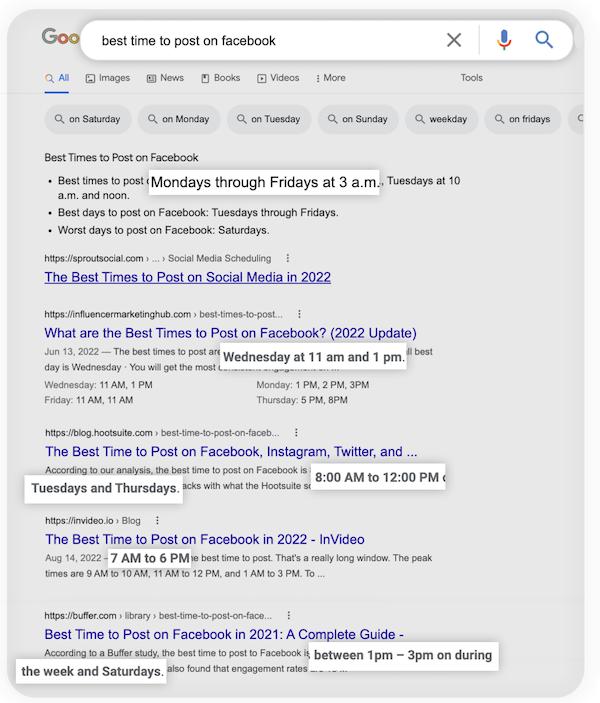 Goo best time to post on facebook
All Images News Books Videos More Tools
on Saturday on Monday on Tuesday on Sunday weekday on fridays
Best Times to Post on Facebook
• Best times to post Mondays through Fridays at 3 a.m., Tuesdays at 10
a.m. and noon.
• Best days to post on Facebook: Tuesdays through Fridays.
• Worst days to post on Facebook: Saturdays.
https://sproutsocial.com › ... › Social Media Scheduling
The Best Times to Post on Social Media in 2022
https://influencermarketinghub.com › best-times-to-post...
What are the Best Times to Post on Facebook? (2022 Update)
Jun 13, 2022 — The best times to post are Wednesday at 11 am and 1 pm. best
day is Wednesday · You will get the most
Wednesday: 11 AM, 1 PM Monday: 1 PM, 2 PM, 3PM
Friday: 11 AM, 11 AM Thursday: 5 PM, 8PM
https://blog.hootsuite.com › best-time-to-post-on-faceb...
The Best Time to Post on Facebook, Instagram, Twitter, and ...
According to our analysis, the best time to post on Facebook is 8:00 AM to 12:00 PM
Tuesdays and Thursdays. with what the Hootsuite
https://invideo.io › Blog
The Best Time to Post on Facebook in 2022 - InVideo
Aug 14, 2022 – 7 AM to 6 PM the best time to post. That's a really long window. The peak
times are 9 AM to 10 AM, 11 AM to 12 PM, and 1 AM to 3 PM. To ...
https://buffer.com › library › best-time-to-post-on-face...
Best Time to Post on Facebook in 2021: A Complete Guide -
According to a Buffer study, the best time to post to Facebook is between 1pm – 3pm on during
the week and Saturdays. also found that engagement rates